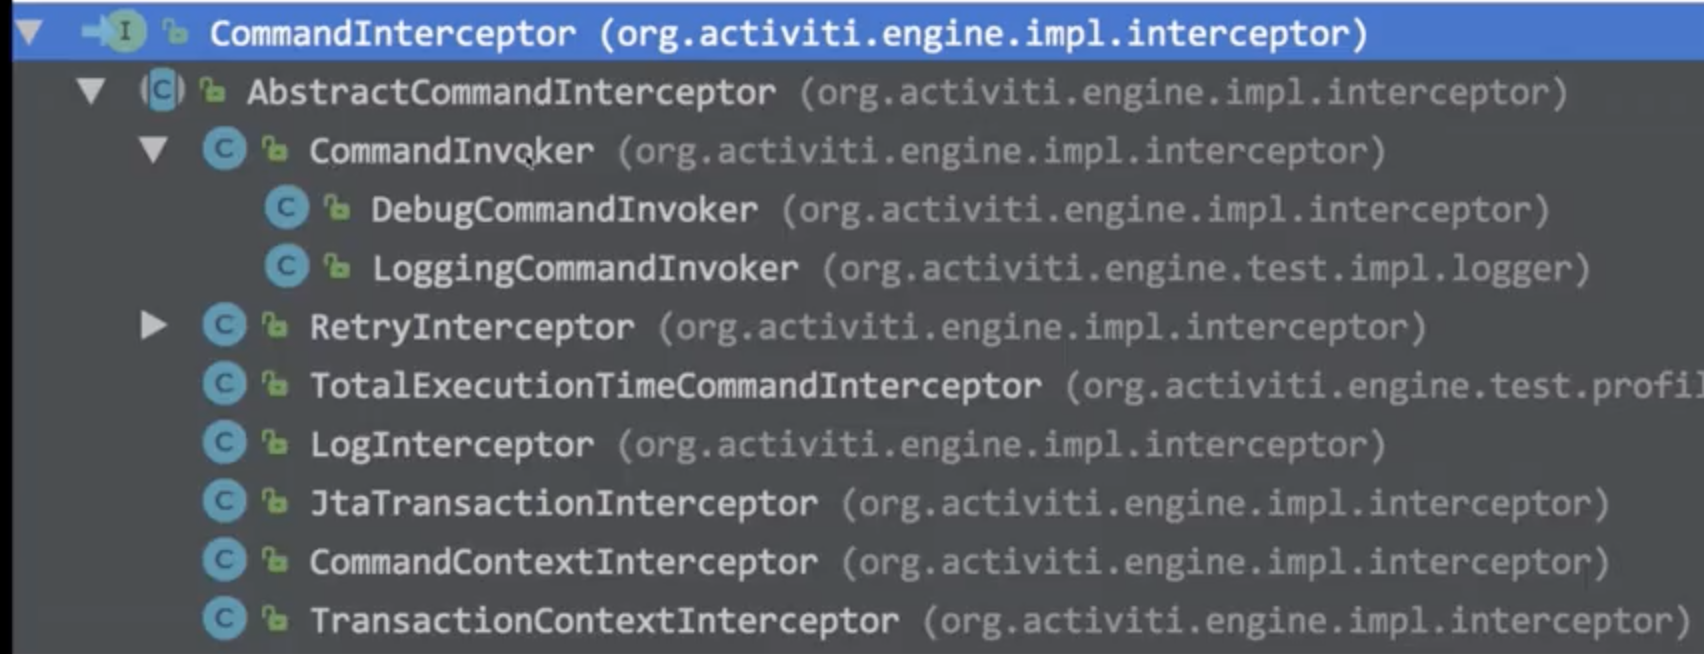 CommandInterceptor (org.activiti.engine.impl.interceptor)
AbstractCommandInterceptor (org.activiti.engine.impl.interceptor)
CommandInvoker (org.activiti.engine.impl.interceptor)
DebugCommandInvoker (org.activiti.engine.impl.interceptor)
LoggingCommandInvoker (org.activiti.engine.test.impl.logger)
RetryInterceptor (org.activiti.engine.impl.interceptor)
TotalExecutionTimeCommandInterceptor (org.activiti.engine.test.profil
LogInterceptor (org.activiti.engine.impl.interceptor)
JtaTransactionInterceptor (org.activiti.engine.impl.interceptor)
CommandContextInterceptor (org.activiti.engine.impl.interceptor)
TransactionContextInterceptor (org.activiti.engine.impl.interceptor)